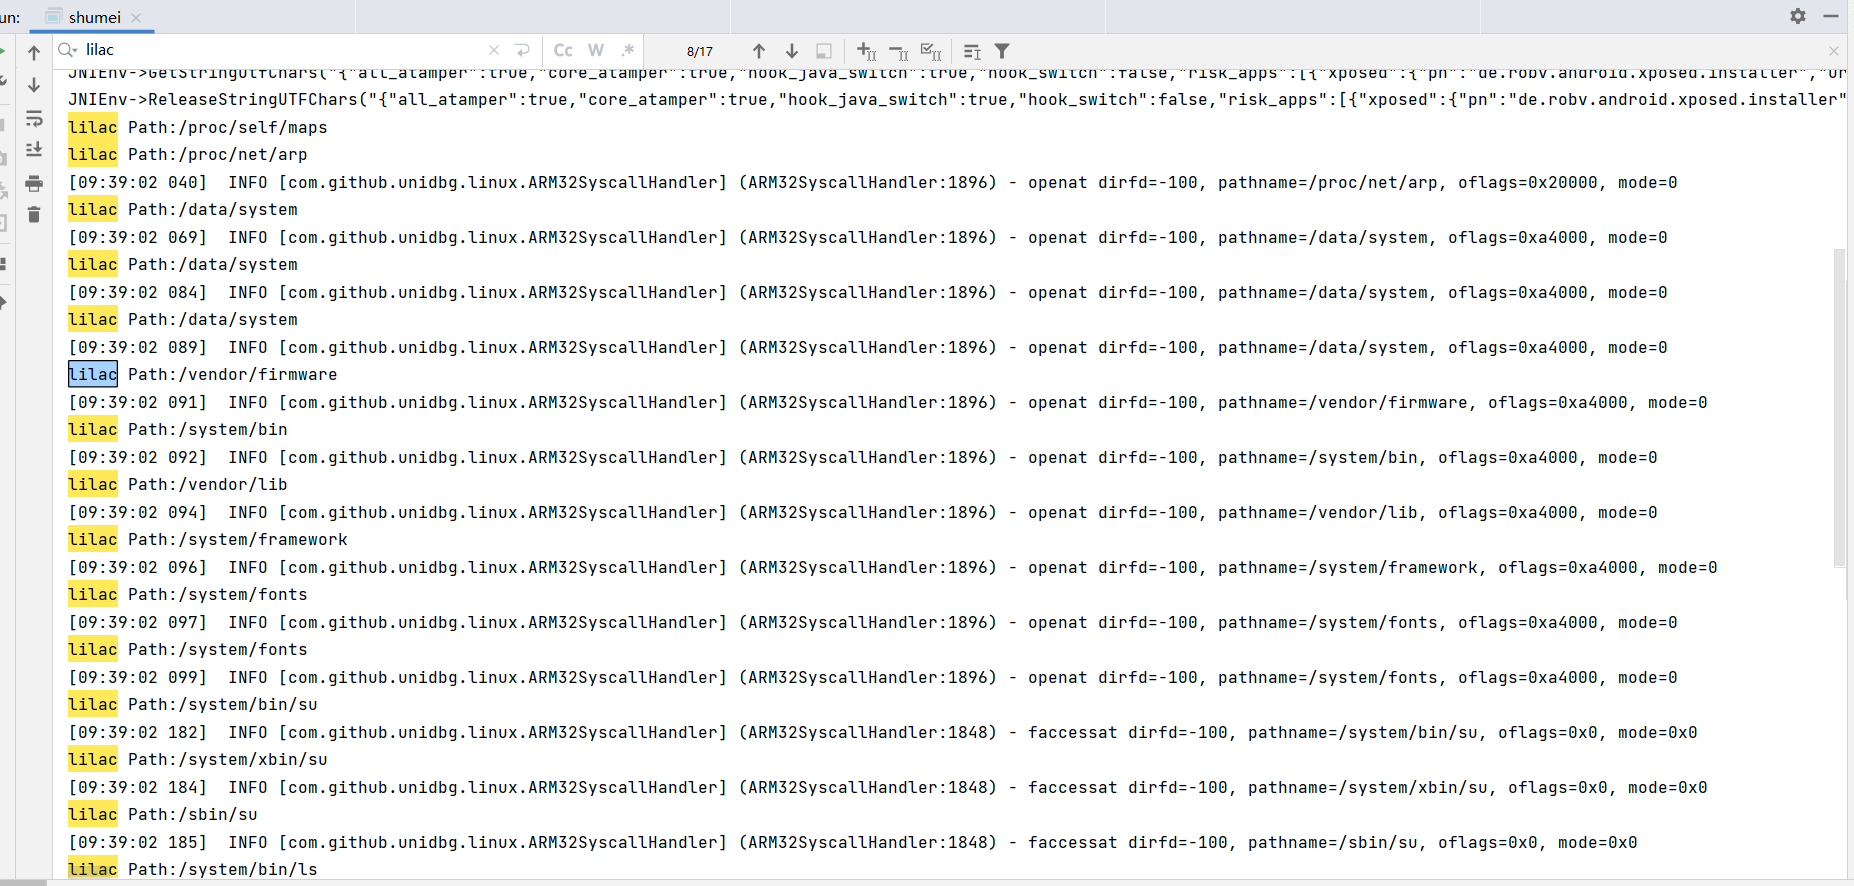 un: shumei
lilac Cc W .* 8/17
JNIEnv->GetStringUtfChars("{"all_atamper":true,"core_atamper":true,"hook_java_switch":true,"hook_switch":false,"risk_apps":[{"xposed":{"pn":"de.robv.android.xposed.installer","ur
JNIEnv->ReleaseStringUTFChars("{"all_atamper":true,"core_atamper":true,"hook_java_switch":true,"hook_switch":false,"risk_apps":[{"xposed":{"pn":"de.robv.android.xposed.installer"
lilac Path:/proc/self/maps
lilac Path:/proc/net/arp
[09:39:02 040]  INFO [com.github.unidbg.linux.ARM32SyscallHandler] (ARM32SyscallHandler:1896) - openat dirfd=-100, pathname=/proc/net/arp, oflags=0x20000, mode=0
lilac Path:/data/system
[09:39:02 069]  INFO [com.github.unidbg.linux.ARM32SyscallHandler] (ARM32SyscallHandler:1896) - openat dirfd=-100, pathname=/data/system, oflags=0xa4000, mode=0
lilac Path:/data/system
[09:39:02 084]  INFO [com.github.unidbg.linux.ARM32SyscallHandler] (ARM32SyscallHandler:1896) - openat dirfd=-100, pathname=/data/system, oflags=0xa4000, mode=0
lilac Path:/data/system
[09:39:02 089]  INFO [com.github.unidbg.linux.ARM32SyscallHandler] (ARM32SyscallHandler:1896) - openat dirfd=-100, pathname=/data/system, oflags=0xa4000, mode=0
lilac Path:/vendor/firmware
[09:39:02 091]  INFO [com.github.unidbg.linux.ARM32SyscallHandler] (ARM32SyscallHandler:1896) - openat dirfd=-100, pathname=/vendor/firmware, oflags=0xa4000, mode=0
lilac Path:/system/bin
[09:39:02 092]  INFO [com.github.unidbg.linux.ARM32SyscallHandler] (ARM32SyscallHandler:1896) - openat dirfd=-100, pathname=/system/bin, oflags=0xa4000, mode=0
lilac Path:/vendor/lib
[09:39:02 094]  INFO [com.github.unidbg.linux.ARM32SyscallHandler] (ARM32SyscallHandler:1896) - openat dirfd=-100, pathname=/vendor/lib, oflags=0xa4000, mode=0
lilac Path:/system/framework
[09:39:02 096]  INFO [com.github.unidbg.linux.ARM32SyscallHandler] (ARM32SyscallHandler:1896) - openat dirfd=-100, pathname=/system/framework, oflags=0xa4000, mode=0
lilac Path:/system/fonts
[09:39:02 097]  INFO [com.github.unidbg.linux.ARM32SyscallHandler] (ARM32SyscallHandler:1896) - openat dirfd=-100, pathname=/system/fonts, oflags=0xa4000, mode=0
lilac Path:/system/fonts
[09:39:02 099]  INFO [com.github.unidbg.linux.ARM32SyscallHandler] (ARM32SyscallHandler:1896) - openat dirfd=-100, pathname=/system/fonts, oflags=0xa4000, mode=0
lilac Path:/system/bin/su
[09:39:02 182]  INFO [com.github.unidbg.linux.ARM32SyscallHandler] (ARM32SyscallHandler:1848) - faccessat dirfd=-100, pathname=/system/bin/su, oflags=0x0, mode=0x0
lilac Path:/system/xbin/su
[09:39:02 184]  INFO [com.github.unidbg.linux.ARM32SyscallHandler] (ARM32SyscallHandler:1848) - faccessat dirfd=-100, pathname=/system/xbin/su, oflags=0x0, mode=0x0
lilac Path:/sbin/su
[09:39:02 185]  INFO [com.github.unidbg.linux.ARM32SyscallHandler] (ARM32SyscallHandler:1848) - faccessat dirfd=-100, pathname=/sbin/su, oflags=0x0, mode=0x0
lilac Path:/system/bin/ls